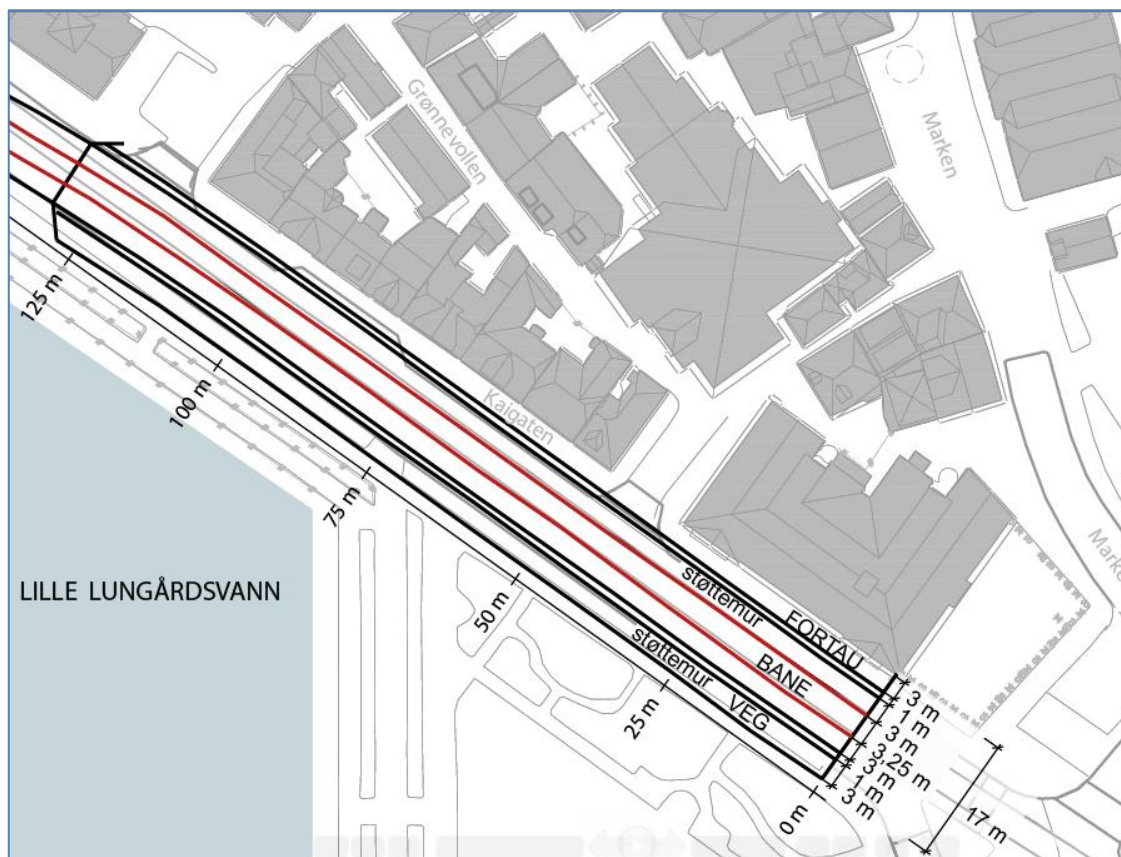 Grønnevollen
Marken
125 m
100 m
Kaigaten
75 m
Marke
LILLE LUNGÅRDSVANN
støttemur
50 m
FORTAU
støttemur
BANE
VEG
25 m
3 m
1 m
3 m
3,25 m
3 m
1 m
3 m
0 m
17 m